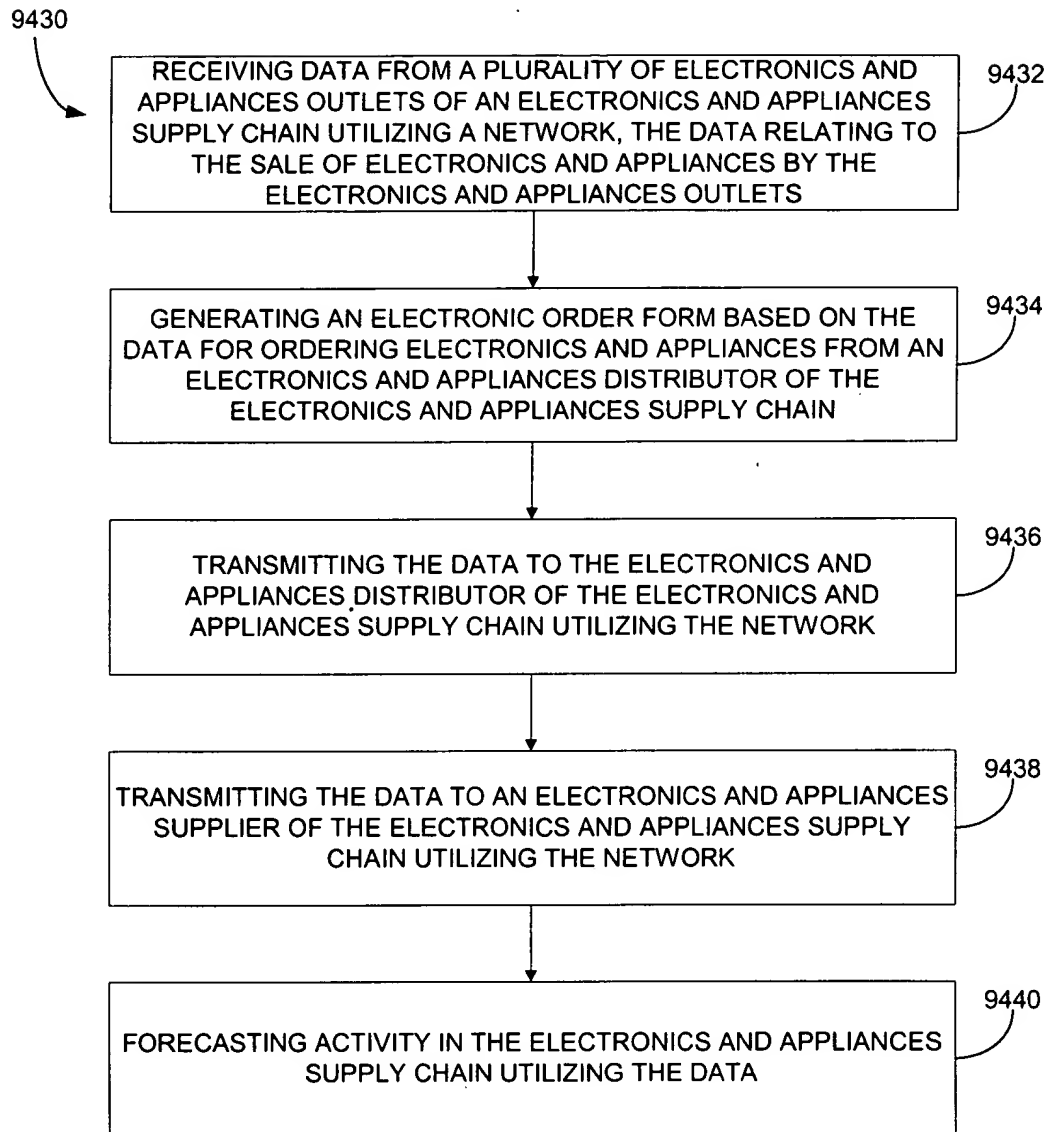 9430
RECEIVING DATA FROM A PLURALITY OF ELECTRONICS AND
APPLIANCES OUTLETS OF AN ELECTRONICS AND APPLIANCES
SUPPLY CHAIN UTILIZING A NETWORK, THE DATA RELATING TO
THE SALE OF ELECTRONICS AND APPLIANCES BY THE
ELECTRONICS AND APPLIANCES OUTLETS
9432
GENERATING AN ELECTRONIC ORDER FORM BASED ON THE
DATA FOR ORDERING ELECTRONICS AND APPLIANCES FROM AN
ELECTRONICS AND APPLIANCES DISTRIBUTOR OF THE
ELECTRONICS AND APPLIANCES SUPPLY CHAIN
9434
TRANSMITTING THE DATA TO THE ELECTRONICS AND
APPLIANCES DISTRIBUTOR OF THE ELECTRONICS AND
APPLIANCES SUPPLY CHAIN UTILIZING THE NETWORK
9436
TRANSMITTING THE DATA TO AN ELECTRONICS AND APPLIANCES
SUPPLIER OF THE ELECTRONICS AND APPLIANCES SUPPLY
CHAIN UTILIZING THE NETWORK
9438
FORECASTING ACTIVITY IN THE ELECTRONICS AND APPLIANCES
SUPPLY CHAIN UTILIZING THE DATA
9440